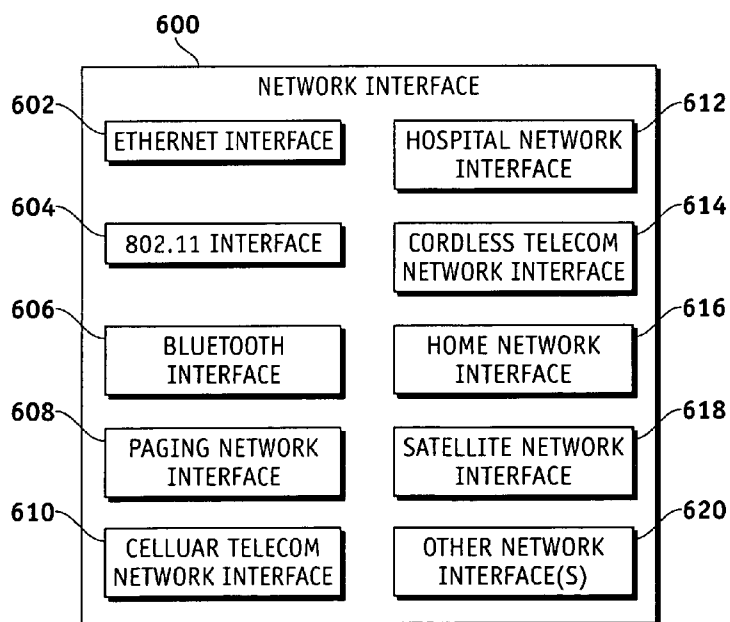 600
NETWORK INTERFACE
602
ETHERNET INTERFACE
604
802.11 INTERFACE
606
BLUETOOTH
INTERFACE
608
PAGING NETWORK
INTERFACE
610
CELLUAR TELECOM
NETWORK INTERFACE
612
HOSPITAL NETWORK
INTERFACE
614
CORDLESS TELECOM
NETWORK INTERFACE
616
HOME NETWORK
INTERFACE
618
SATELLITE NETWORK
INTERFACE
620
OTHER NETWORK
INTERFACE(S)